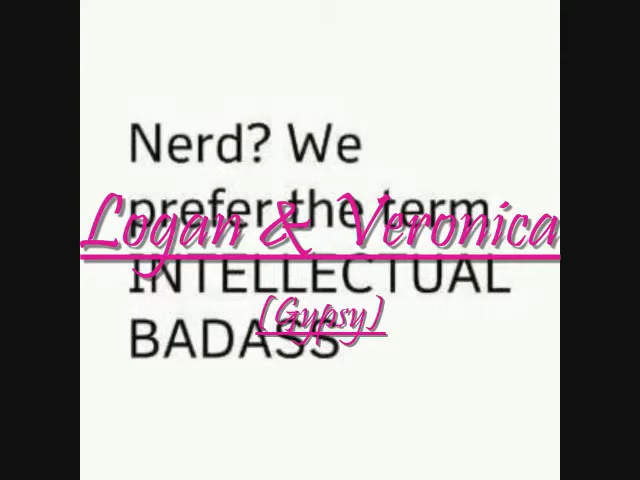 Nerd? We
prefer the term
Logan & Veronica
INTELLECTUAL
[Gypsy]
BADASS